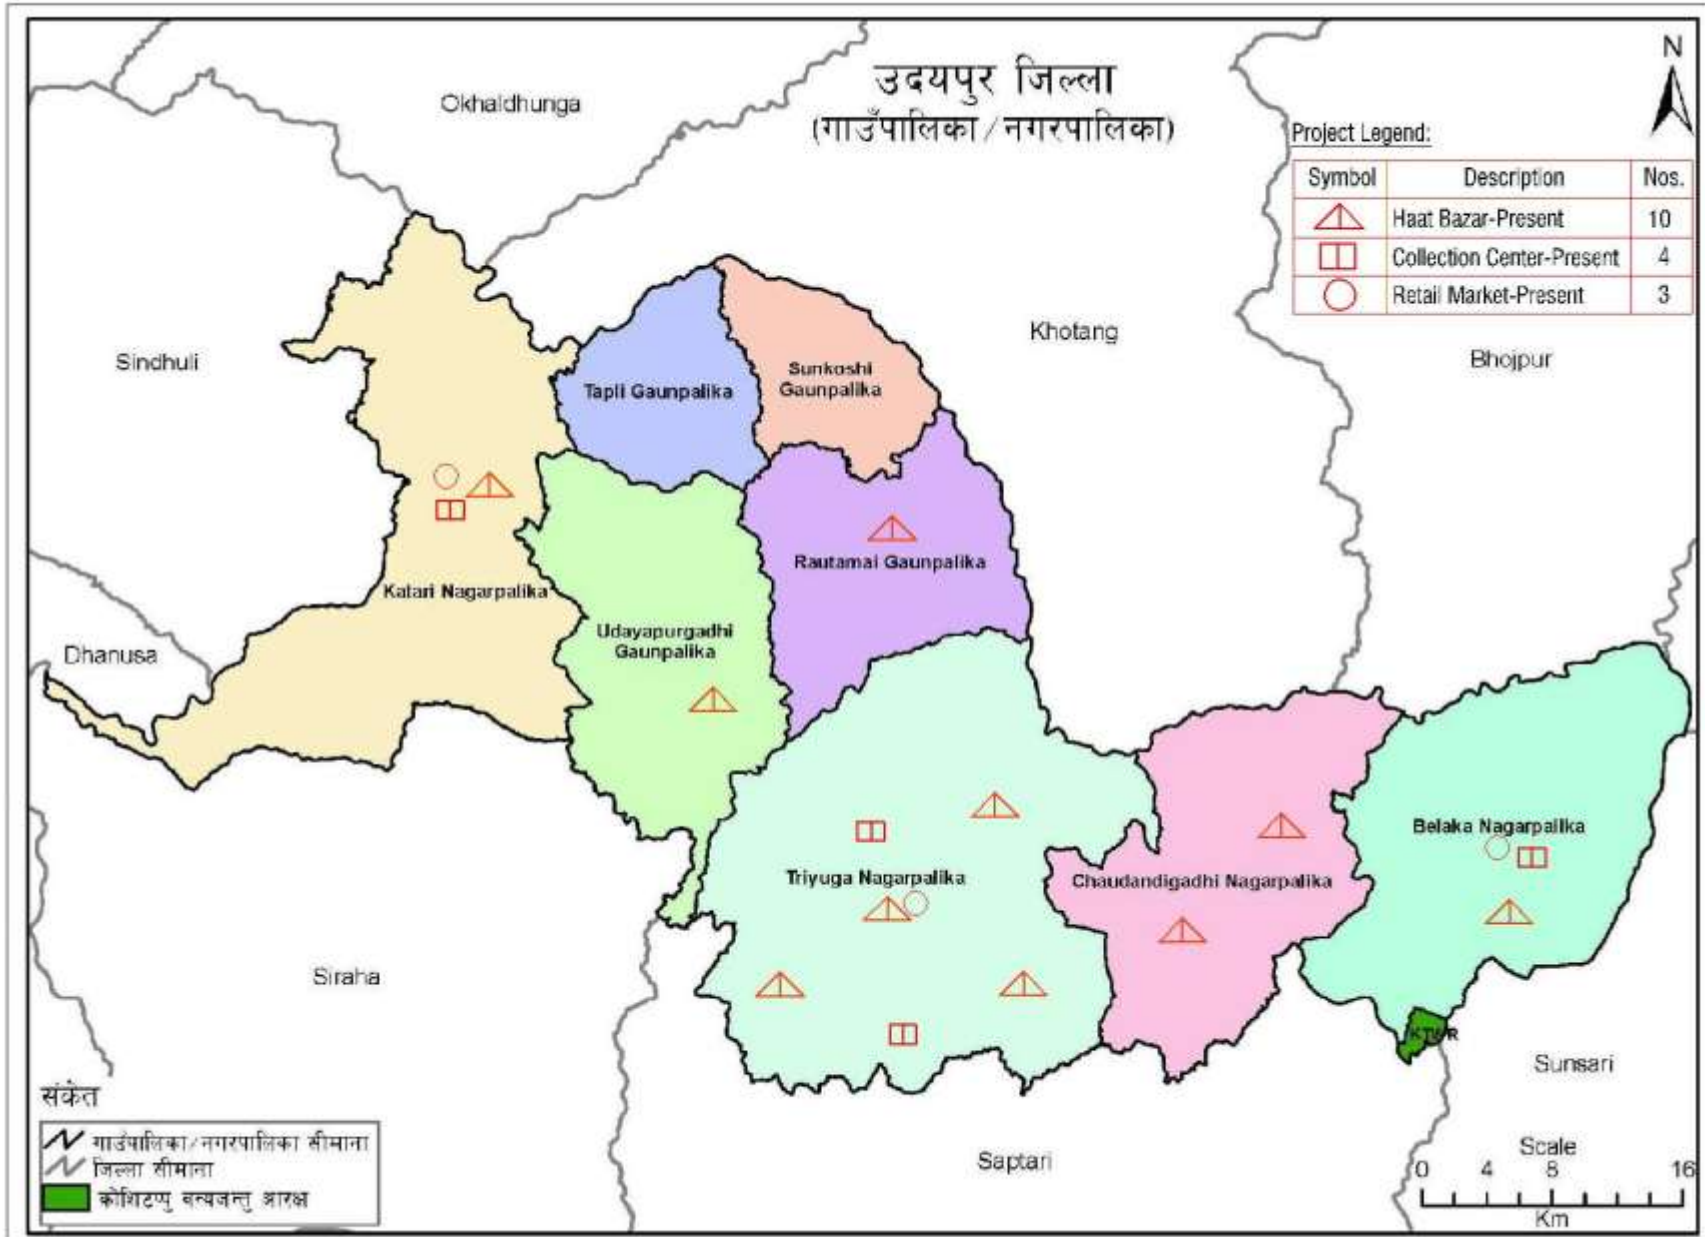 उदयपुर जिल्ला
(गाउँपालिका/नगरपालिका)
N
Project Legend:
Symbol Description Nos.
Haat Bazar-Present 10
Collection Center-Present 4
Retail Market-Present 3
Okhaldhunga
Sindhuli
Khotang
Bhojpur
Tapli Gaunpalika
Sunkoshi
Gaunpalika
Rautamai Gaunpalika
Katari Nagarpalika
Udayapurgadhi
Gaunpalika
Dhanusa
Belaka Nagarpalika
Triyuga Nagarpalika
Chaudandigadhi Nagarpalika
Siraha
KTWR
Sunsari
Saptari
संकेत
गाउँपालिका/नगरपालिका सीमाना
जिल्ला सीमाना
कोशिटप्पु वन्यजन्तु आरक्ष
Scale
0 4 8 16
Km